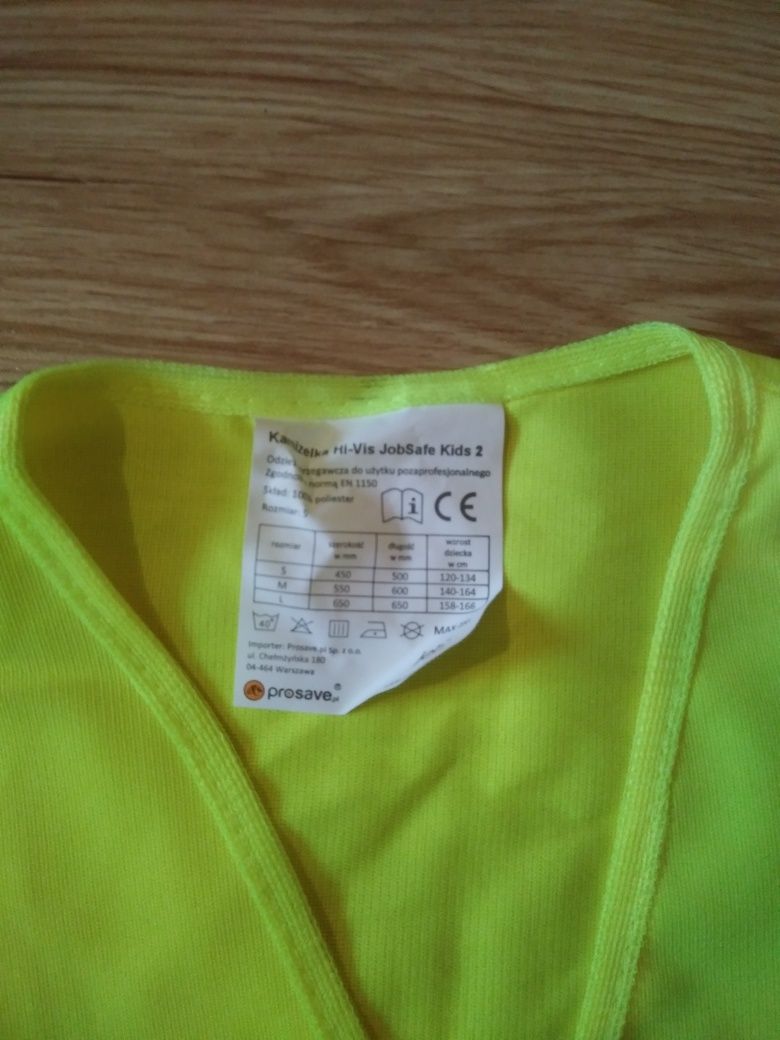 Kamizelka Hi-Vis JobSafe Kids 2
Odzież ostrzegawcza do użytku pozaprofesjonalnego
Zgodność normą EN 1150
Skład: 100% poliester
Rozmiar: S
rozmiar szerokość w mm długość w mm wzrost dziecka w cm
S 450 500 120-134
M 550 600 140-164
L 650 650 158-166
40° MAX
Importer: Prosave.pl Sp. z o.o.
ul. Chełmżyńska 180
04-464 Warszawa
prosave.pl®